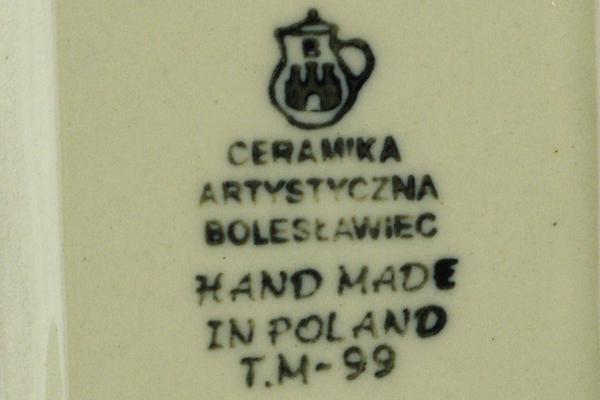 B
CERAMIKA
ARTYSTYCZNA
BOLESŁAWIEC
HAND MADE
IN POLAND
T.M-99